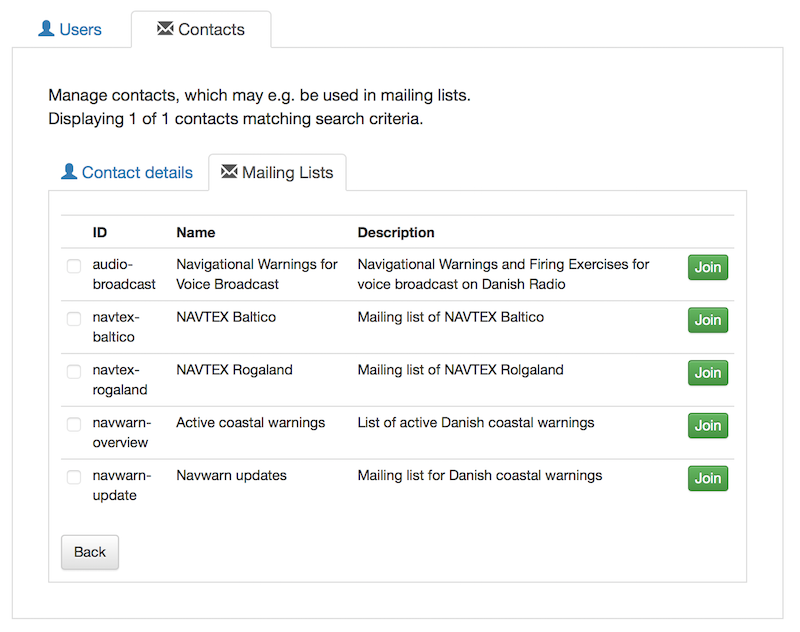 Users Contacts
Manage contacts, which may e.g. be used in mailing lists.
Displaying 1 of 1 contacts matching search criteria.
Contact details Mailing Lists
ID Name Description
audio- Navigational Warnings for Navigational Warnings and Firing Exercises for Join
broadcast Voice Broadcast voice broadcast on Danish Radio
navtex- NAVTEX Baltico Mailing list of NAVTEX Baltico Join
baltico
navtex- NAVTEX Rogaland Mailing list of NAVTEX Rolgaland Join
rogaland
navwarn- Active coastal warnings List of active Danish coastal warnings Join
overview
navwarn- Navwarn updates Mailing list for Danish coastal warnings Join
update
Back